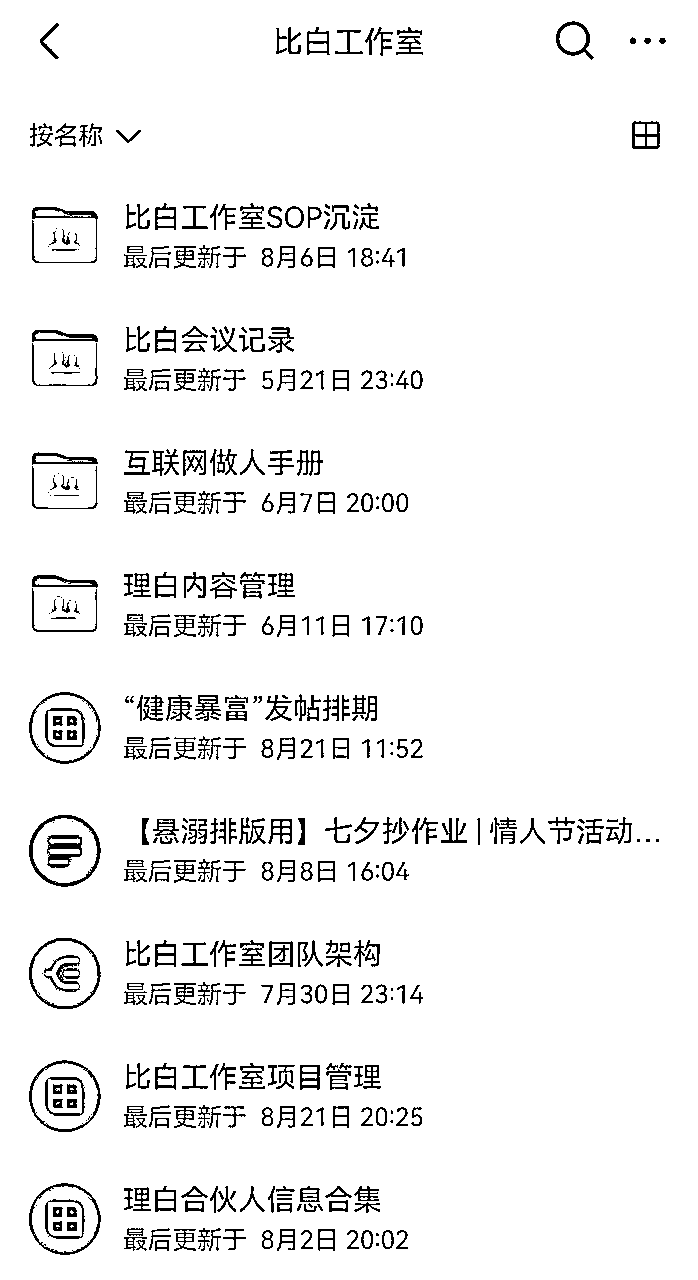 比白工作室
按名称
比白工作室SOP沉淀
最后更新于 8月6日 18:41
比白会议记录
最后更新于 5月21日 23:40
互联网做人手册
最后更新于 6月7日 20:00
理白内容管理
最后更新于 6月11日 17:10
“健康暴富”发帖排期
最后更新于 8月21日 11:52
【悬溺排版用】七夕抄作业 | 情人节活动...
最后更新于 8月8日 16:04
比白工作室团队架构
最后更新于 7月30日 23:14
比白工作室项目管理
最后更新于 8月21日 20:25
理白合伙人信息合集
最后更新于 8月2日 20:02